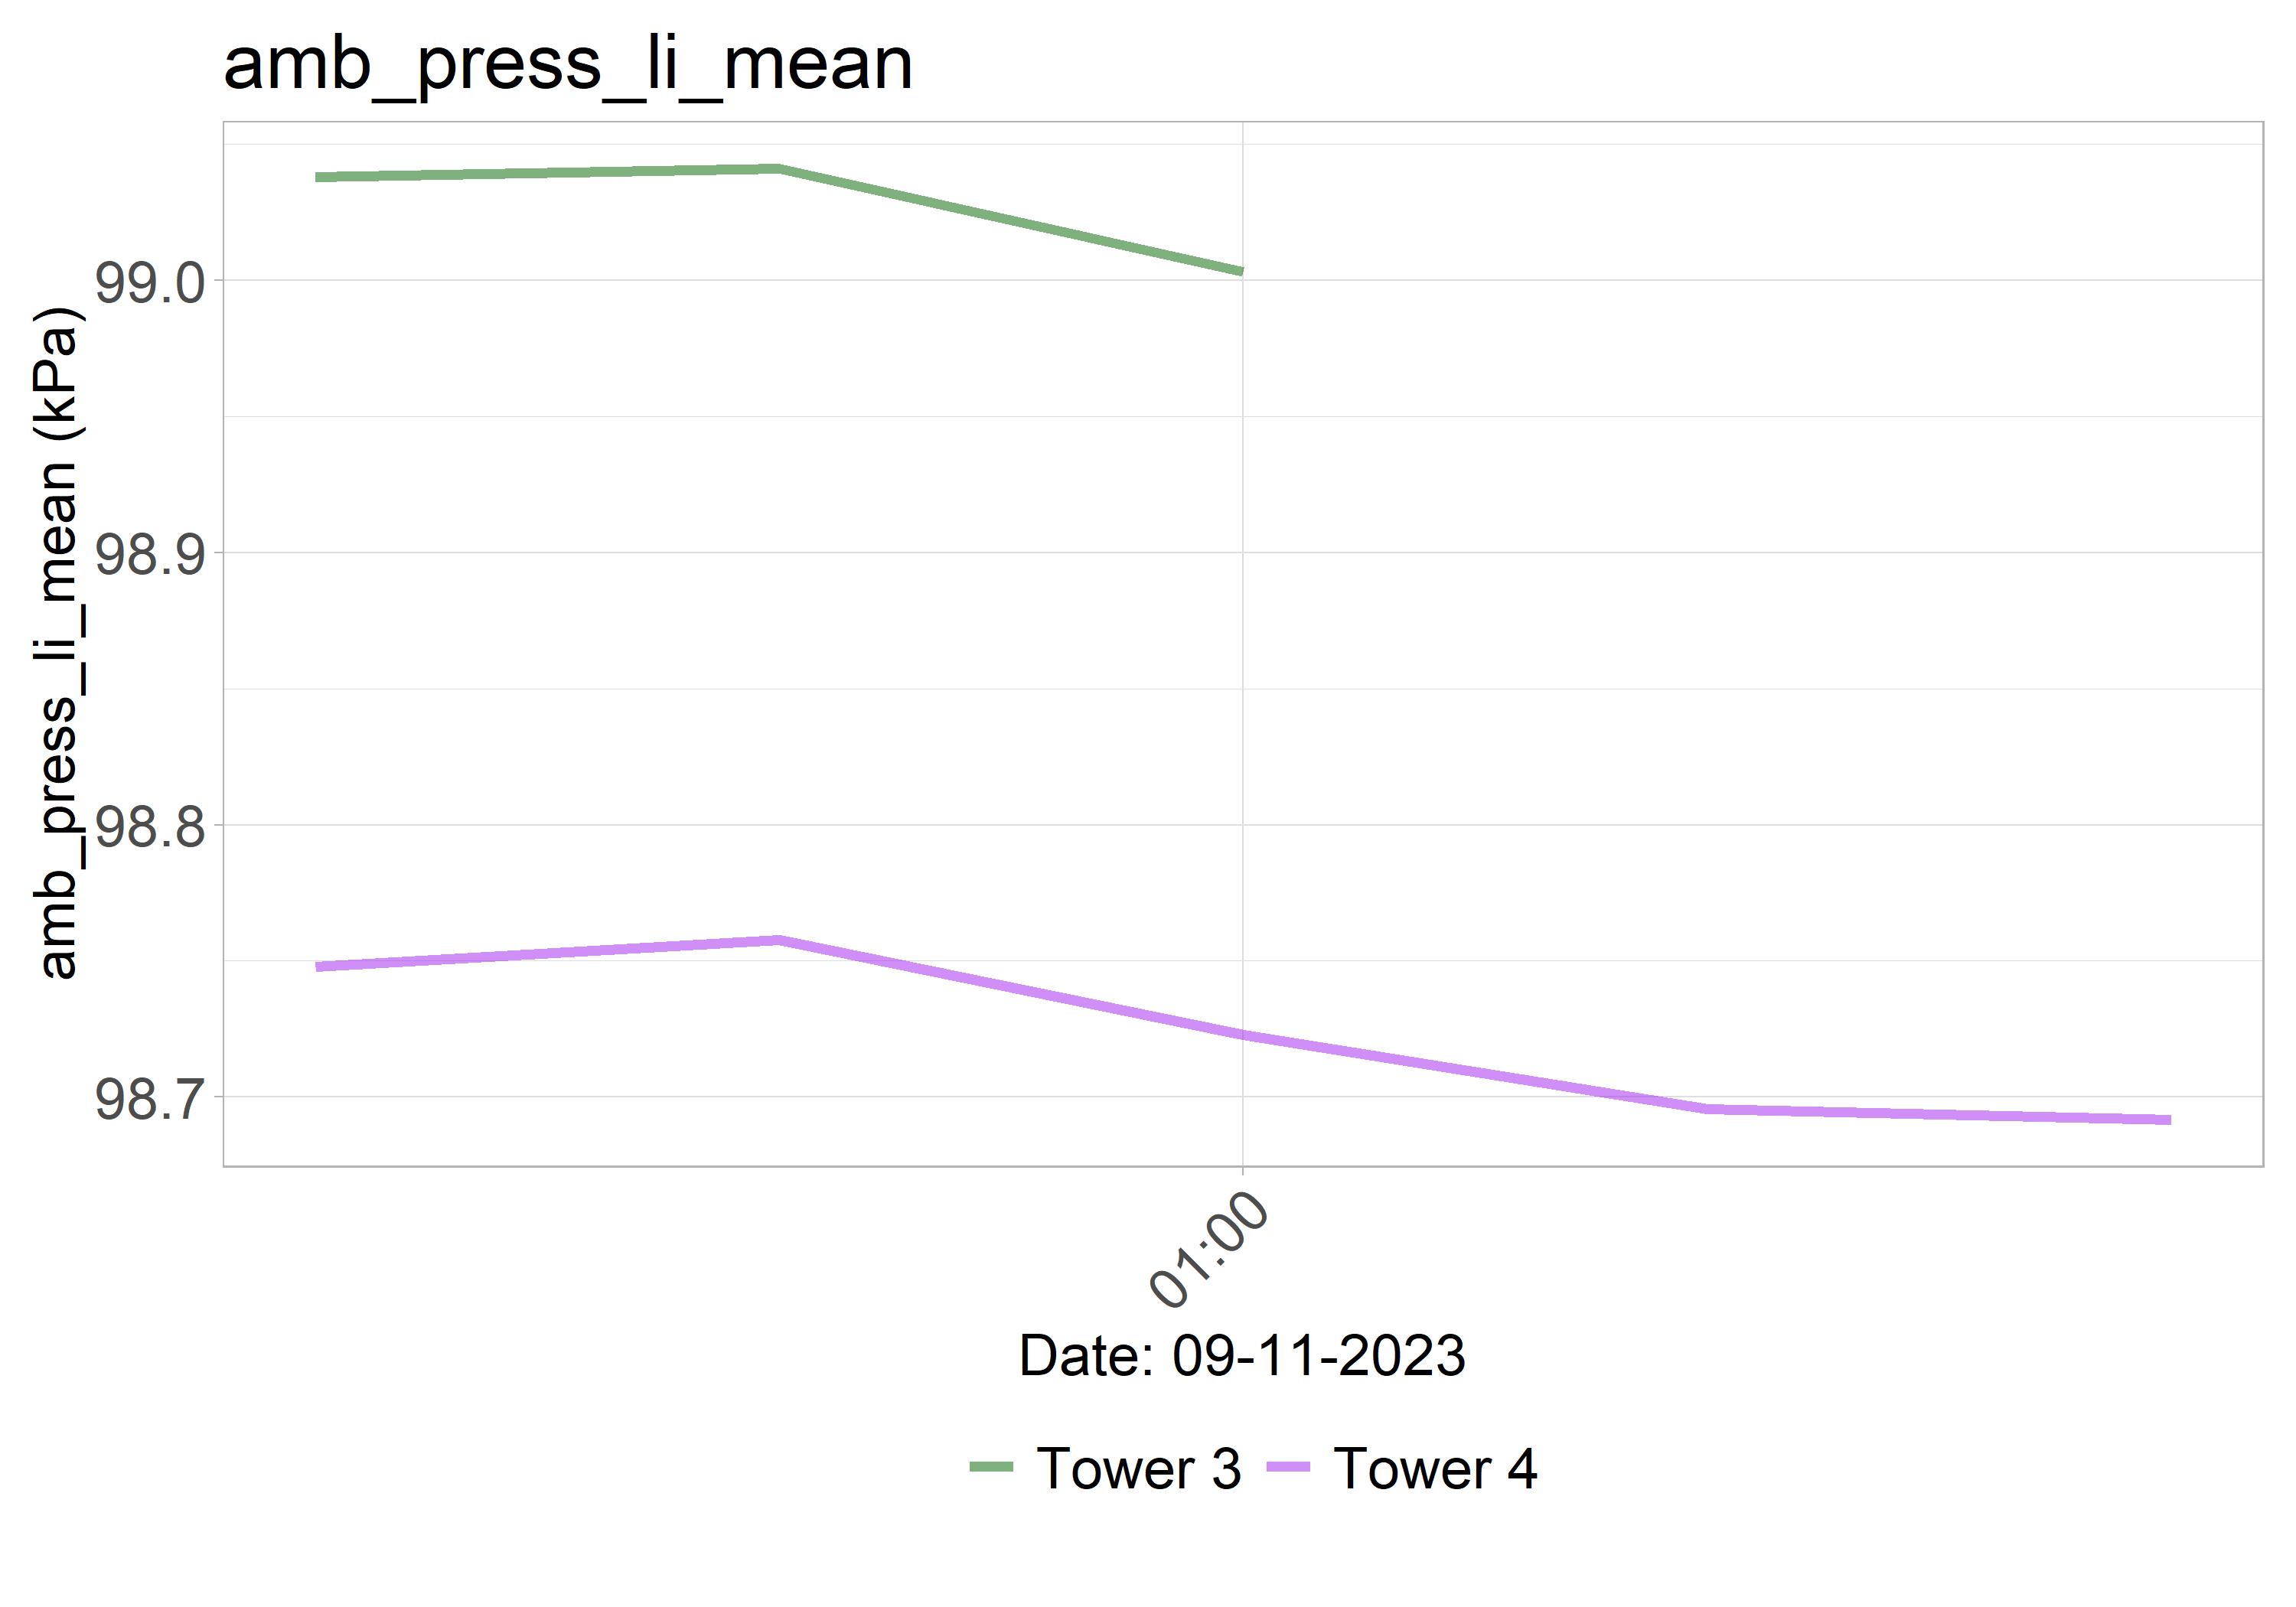 amb_press_li_mean
amb_press_li_mean (kPa)
99.0
98.9
98.8
98.7
01:00
Date: 09-11-2023
Tower 3 Tower 4